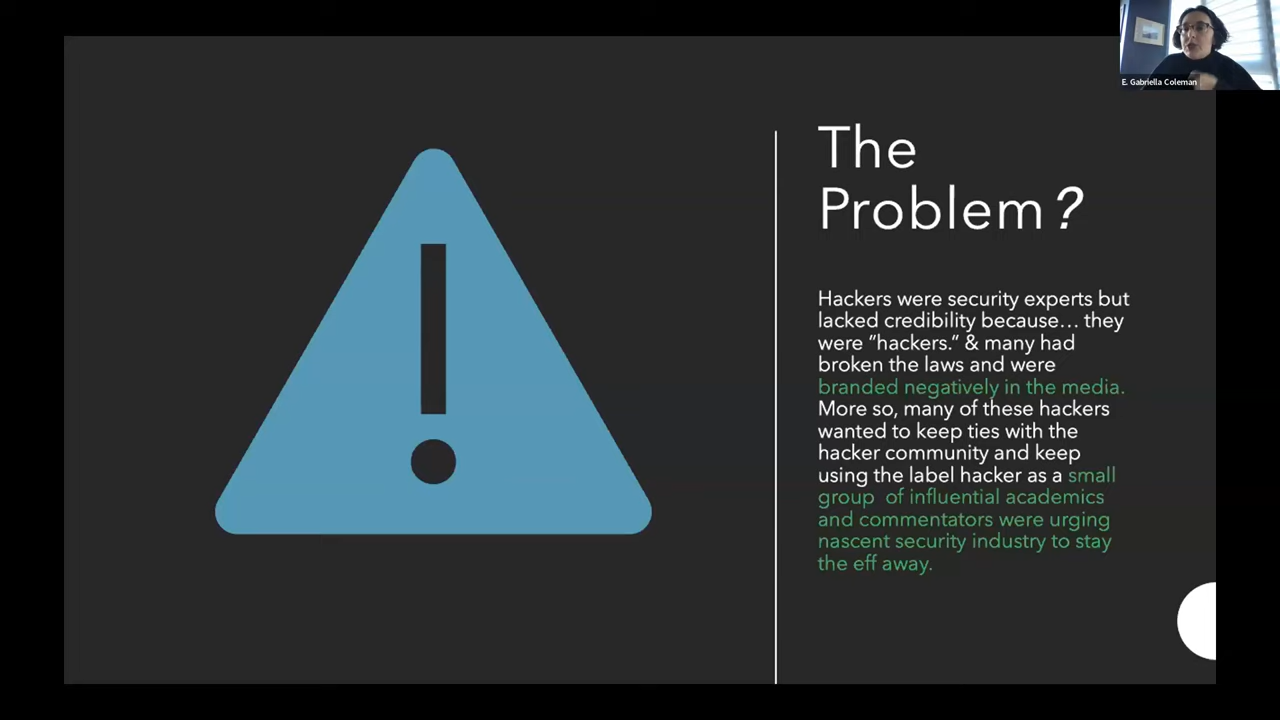 E. Gabriella Coleman
The
Problem?
Hackers were security experts but
lacked credibility because... they
were "hackers." & many had
broken the laws and were
branded negatively in the media.
More so, many of these hackers
wanted to keep ties with the
hacker community and keep
using the label hacker as a small
group of influential academics
and commentators were urging
nascent security industry to stay
the eff away.